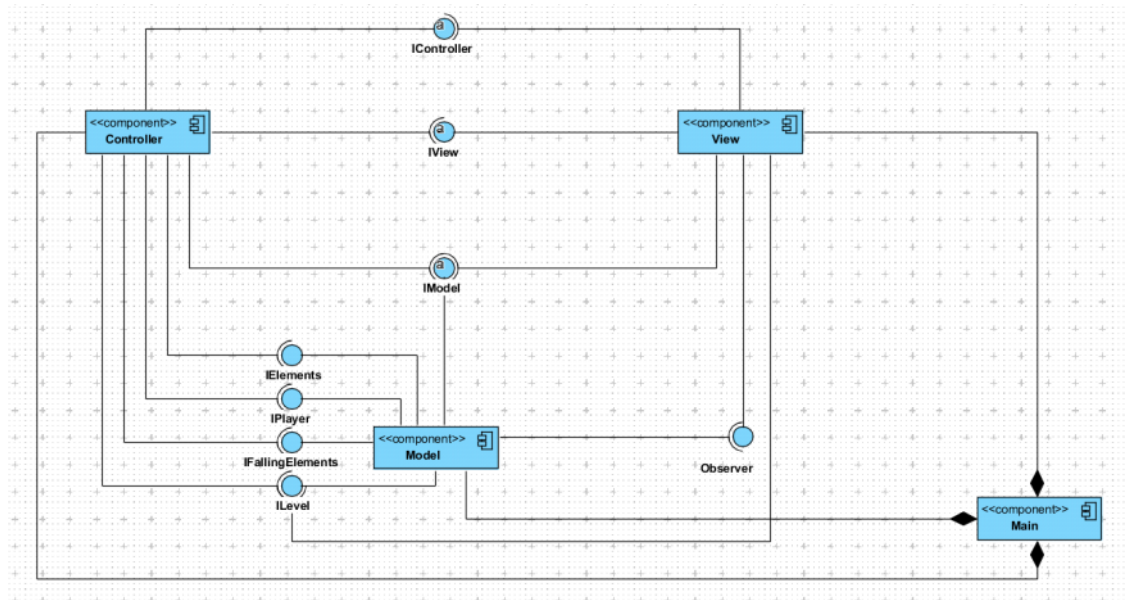 IController
<<component>>
Controller
<<component>>
View
IView
IModel
IElements
IPlayer
<<component>>
Model
IFallingElements
Observer
ILevel
<<component>>
Main